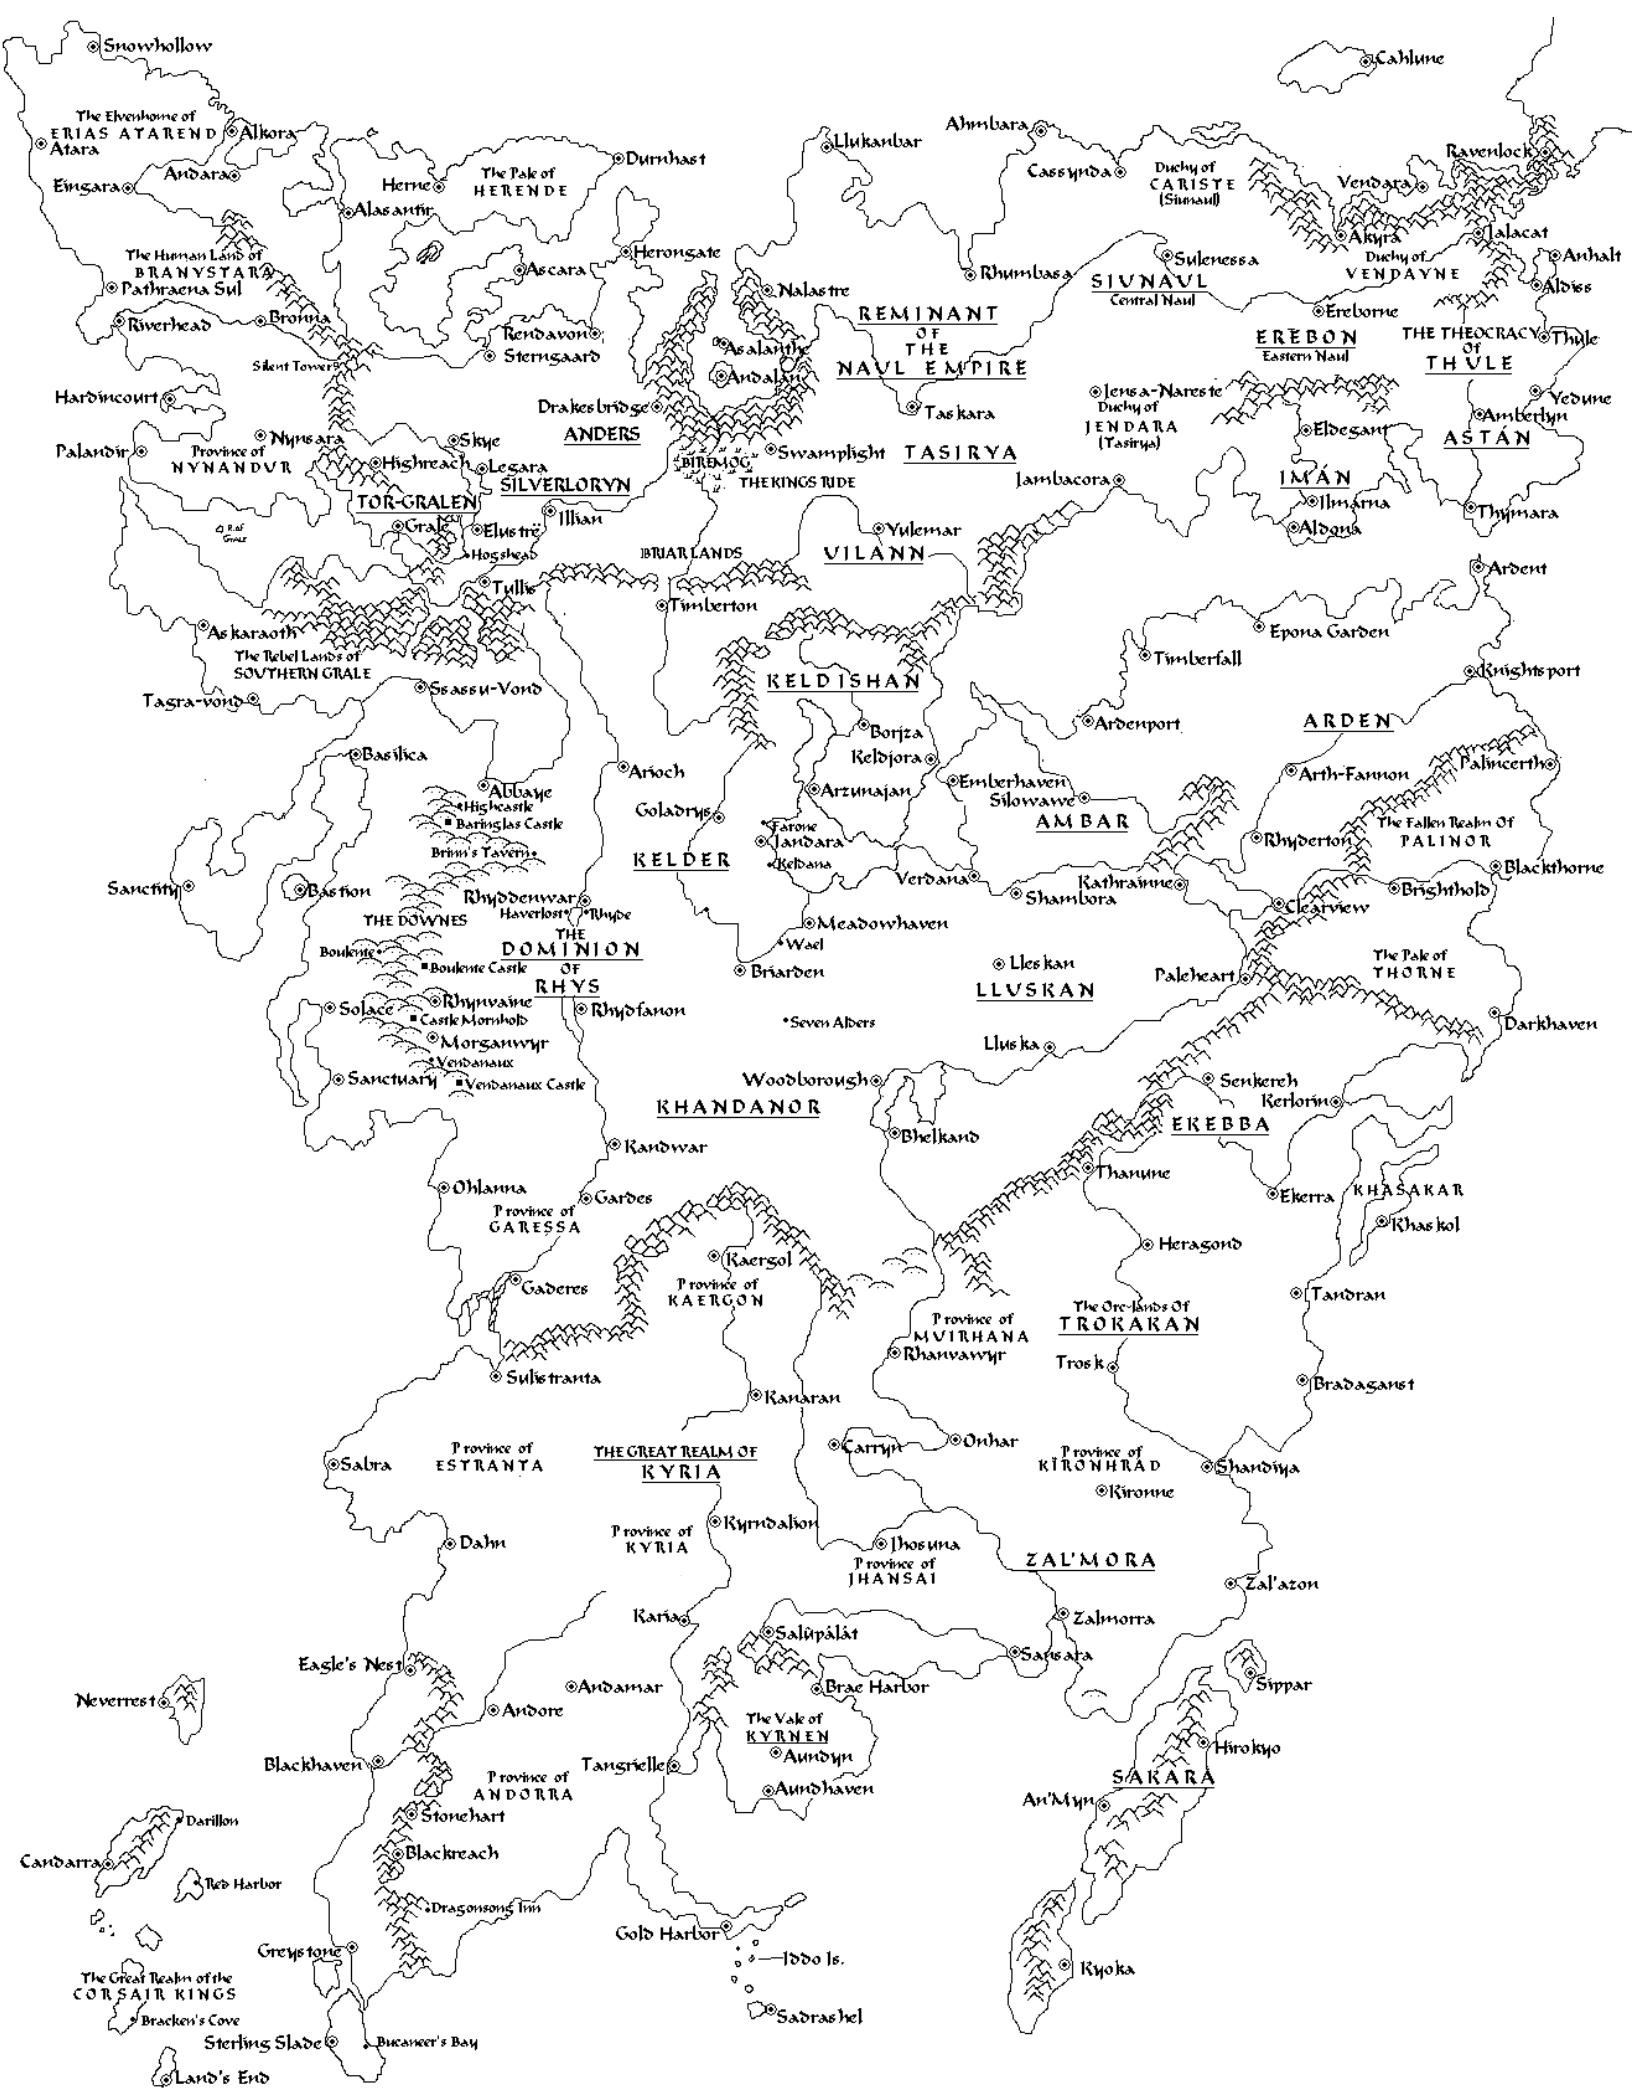 Snowhollow
Cahlune
The Elvenhome of
ERIAS ATAREND
Alkora
Atara
Andara
Eingara
Herne
The Pale of
HERENDE
Durnhast
Alasantir
Llukanbar
Ahmbara
Cassynda
Duchy of
CARISTE
(Siunaul)
Vendara
Ravenlock
Akyra
Jalacat
Duchy of
VENDAYNE
Anhalt
Aldiss
The Human Land of
BRANYSTARA
Pathraena Sul
Riverhead
Bronna
Silent Towers
Ascara
Herongate
Rendavon
Sterngaard
Nalastre
Asalanthe
Andalan
Rhumbasa
Sulenessa
SIUNAUL
Central Naul
REMINANT
OF
THE
NAUL EMPIRE
Ereborne
EREBON
Eastern Naul
THE THEOCRACY
Of
THULE
Thule
Hardincourt
Drakesbridge
ANDERS
Taskara
Jensa-Nareste
Duchy of
JENDARA
(Tasirya)
Yedune
Amberlyn
ASTÁN
Eldegant
Palandir
Nynsara
Province of
NYNANDUR
Skye
Highreach
Legara
SILVERLORYN
TOR-GRALEN
BIREMOG
Swamplight
TASIRYA
THE KINGS RIDE
Jambacora
IMÁN
Ilmarna
Aldona
Thymara
R. of
Grale
Grale
Elustrë
Illian
Hogshead
Yulemar
VILANN
BRIARLANDS
Tullis
Timberton
Ardent
Askaraoth
The Rebel Lands of
SOUTHERN GRALE
Epona Garden
Timberfall
Knightsport
Tagra-vond
Ssassu-Vond
KELDISHAN
Borjza
Keldjora
Ardenport
ARDEN
Basilica
Arioch
Abbaye
Highcastle
Baringlas Castle
Brinn's Tavern
Goladrys
Arzunajan
Emberhaven
Silowawe
AMBAR
Arth-Fannon
Palincerth
The Fallen Realm Of
PALINOR
Farone
Jandara
Keldana
KELDER
Rhyderton
Verdana
Shambora
Kathrainne
Blackthorne
Brighthold
Clearview
Sanctity
Bastion
Rhyddenwar
Haverlost
Rhyde
THE DOWNES
THE
DOMINION
OF
RHYS
Meadowhaven
Wael
Briarden
Boulente
Boulente Castle
Lleskan
LLUSKAN
Paleheart
The Pale of
THORNE
Solace
Rhynvaine
Castle Mornhold
Rhydfanon
Seven Alders
Darkhaven
Morganwyr
Lluska
Vendanaux
Sanctuary
Vendanaux Castle
Woodborough
KHANDANOR
Senkereh
Kerlorin
EKEBBA
Bhelkand
Kandwar
Thanune
Ohlanna
Gardes
Province of
GARESSA
Ekerra
KHASAKAR
Khaskol
Heragond
Kaergol
Province of
KAERGON
Gaderes
Tandran
The Orc-lands Of
TROKAKAN
Province of
MUIRHANA
Rhanvawyr
Trosk
Sulistranta
Kanaran
Bradaganst
Sabra
Province of
ESTRANTA
THE GREAT REALM OF
KYRIA
Carryn
Onhar
Province of
KIRONHRAD
Shandiya
Kironne
Kyrndalion
Province of
KYRIA
Dahn
Jhosuna
Province of
JHANSAI
ZAL'MORA
Zal'azon
Karia
Zalmorra
Salûpálát
Sansara
Eagle's Nest
Neverrest
Andamar
Brae Harbor
Sippar
Andore
The Vale of
KYRNEN
Aundyn
Hirokyo
Blackhaven
Tangrielle
Province of
ANDORRA
Aundhaven
SAKARA
An'Myn
Stonehart
Darillon
Candarra
Blackreach
Red Harbor
Dragonsong Inn
Gold Harbor
Greystone
Iddo Is.
Kyoka
The Great Realm of the
CORSAIR KINGS
Sadrashel
Bracken's Cove
Sterling Slade
Bucaneer's Bay
Land's End